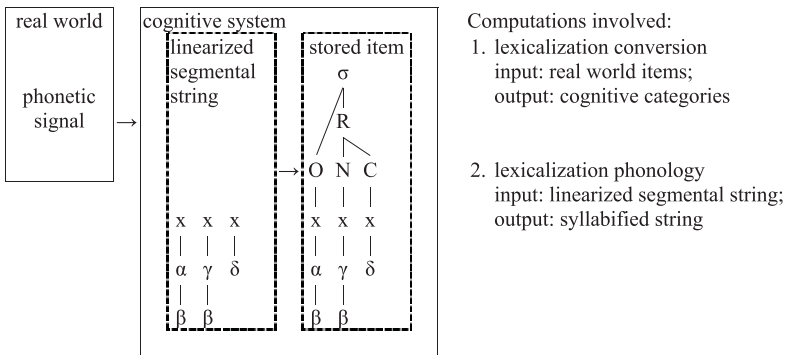 real world
phonetic
signal
→
cognitive system
linearized
segmental
string
x x x
α γ δ
β β
→
stored item
σ
R
O N C
x x x
α γ δ
β β
Computations involved:
1. lexicalization conversion
input: real world items;
output: cognitive categories
2. lexicalization phonology
input: linearized segmental string;
output: syllabified string